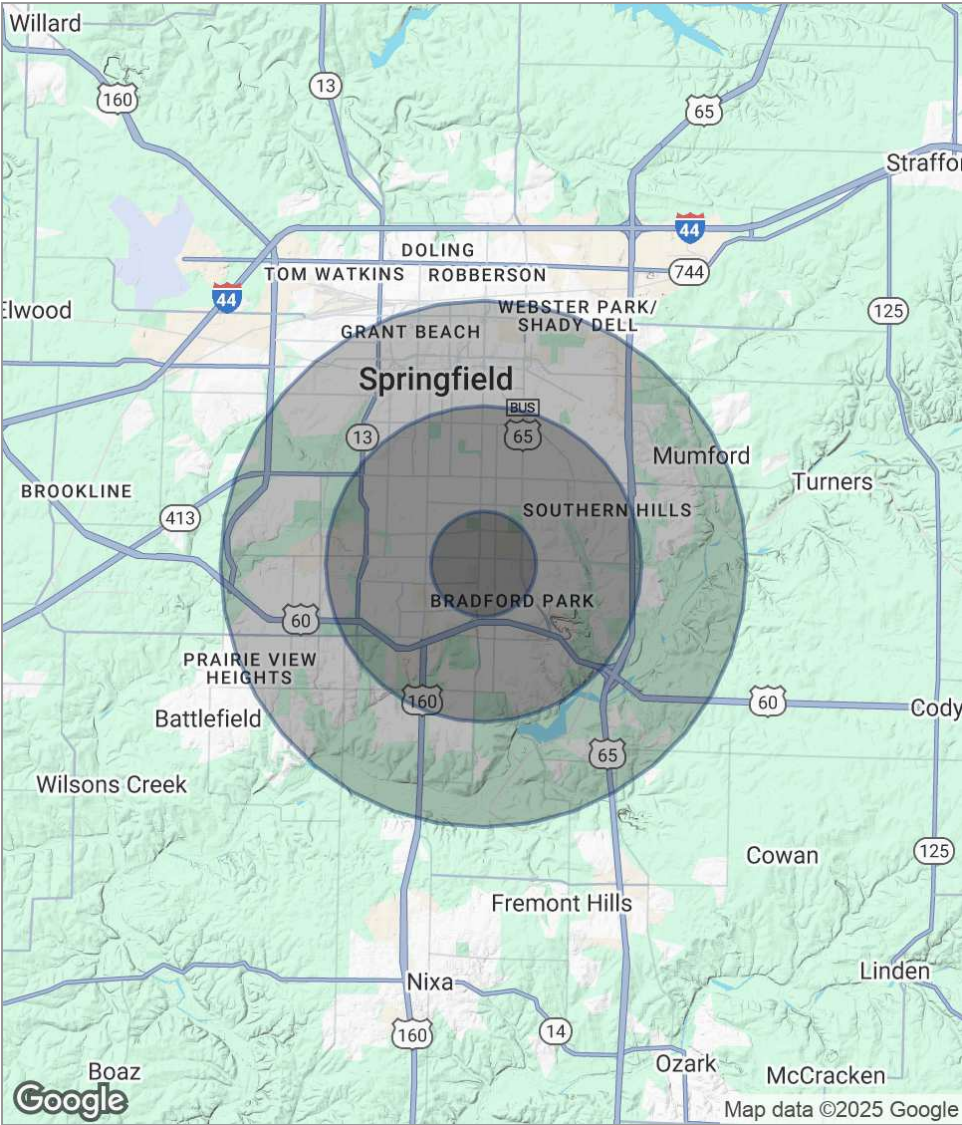 Willard
160
13
65
Straffor
44
DOLING
744
TOM WATKINS
ROBBERSON
44
Elwood
WEBSTER PARK/
SHADY DELL
125
GRANT BEACH
Springfield
BUS
65
13
Mumford
Turners
BROOKLINE
413
SOUTHERN HILLS
BRADFORD PARK
60
PRAIRIE VIEW
HEIGHTS
160
60
Cody
Battlefield
65
Wilsons Creek
Cowan
125
Fremont Hills
Linden
Nixa
160
14
Ozark
Boaz
McCracken
Google
Map data ©2025 Google